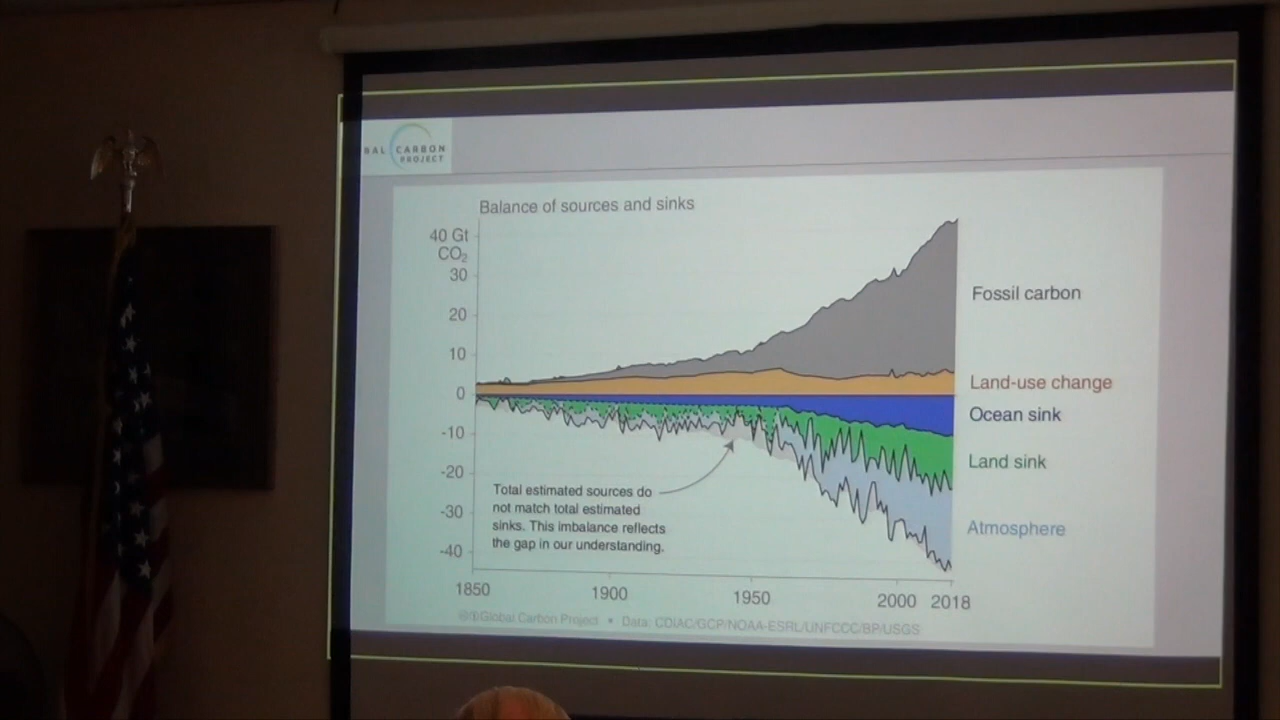 BAL CARBON
PROJECT
Balance of sources and sinks
40 Gt
CO₂
30
20
10
0
-10
-20
-30
-40
Fossil carbon
Land-use change
Ocean sink
Land sink
Atmosphere
Total estimated sources do
not match total estimated
sinks. This imbalance reflects
the gap in our understanding.
1850 1900 1950 2000 2018
Global Carbon Project • Data: CDIAC/GCP/NOAA-ESRL/UNFCCC/BP/USGS